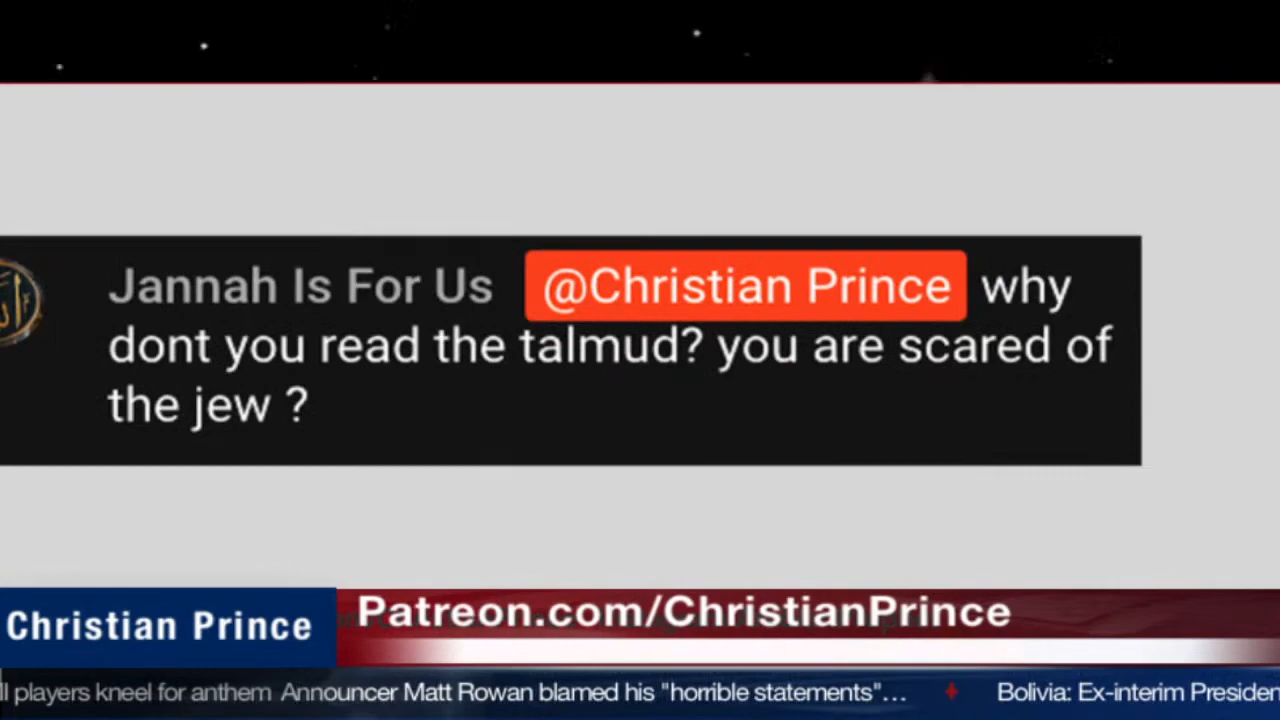 Jannah Is For Us @Christian Prince why
dont you read the talmud? you are scared of
the jew ?
Christian Prince
Patreon.com/ChristianPrince
players kneel for anthem Announcer Matt Rowan blamed his "horrible statements"...
Bolivia: Ex-interim